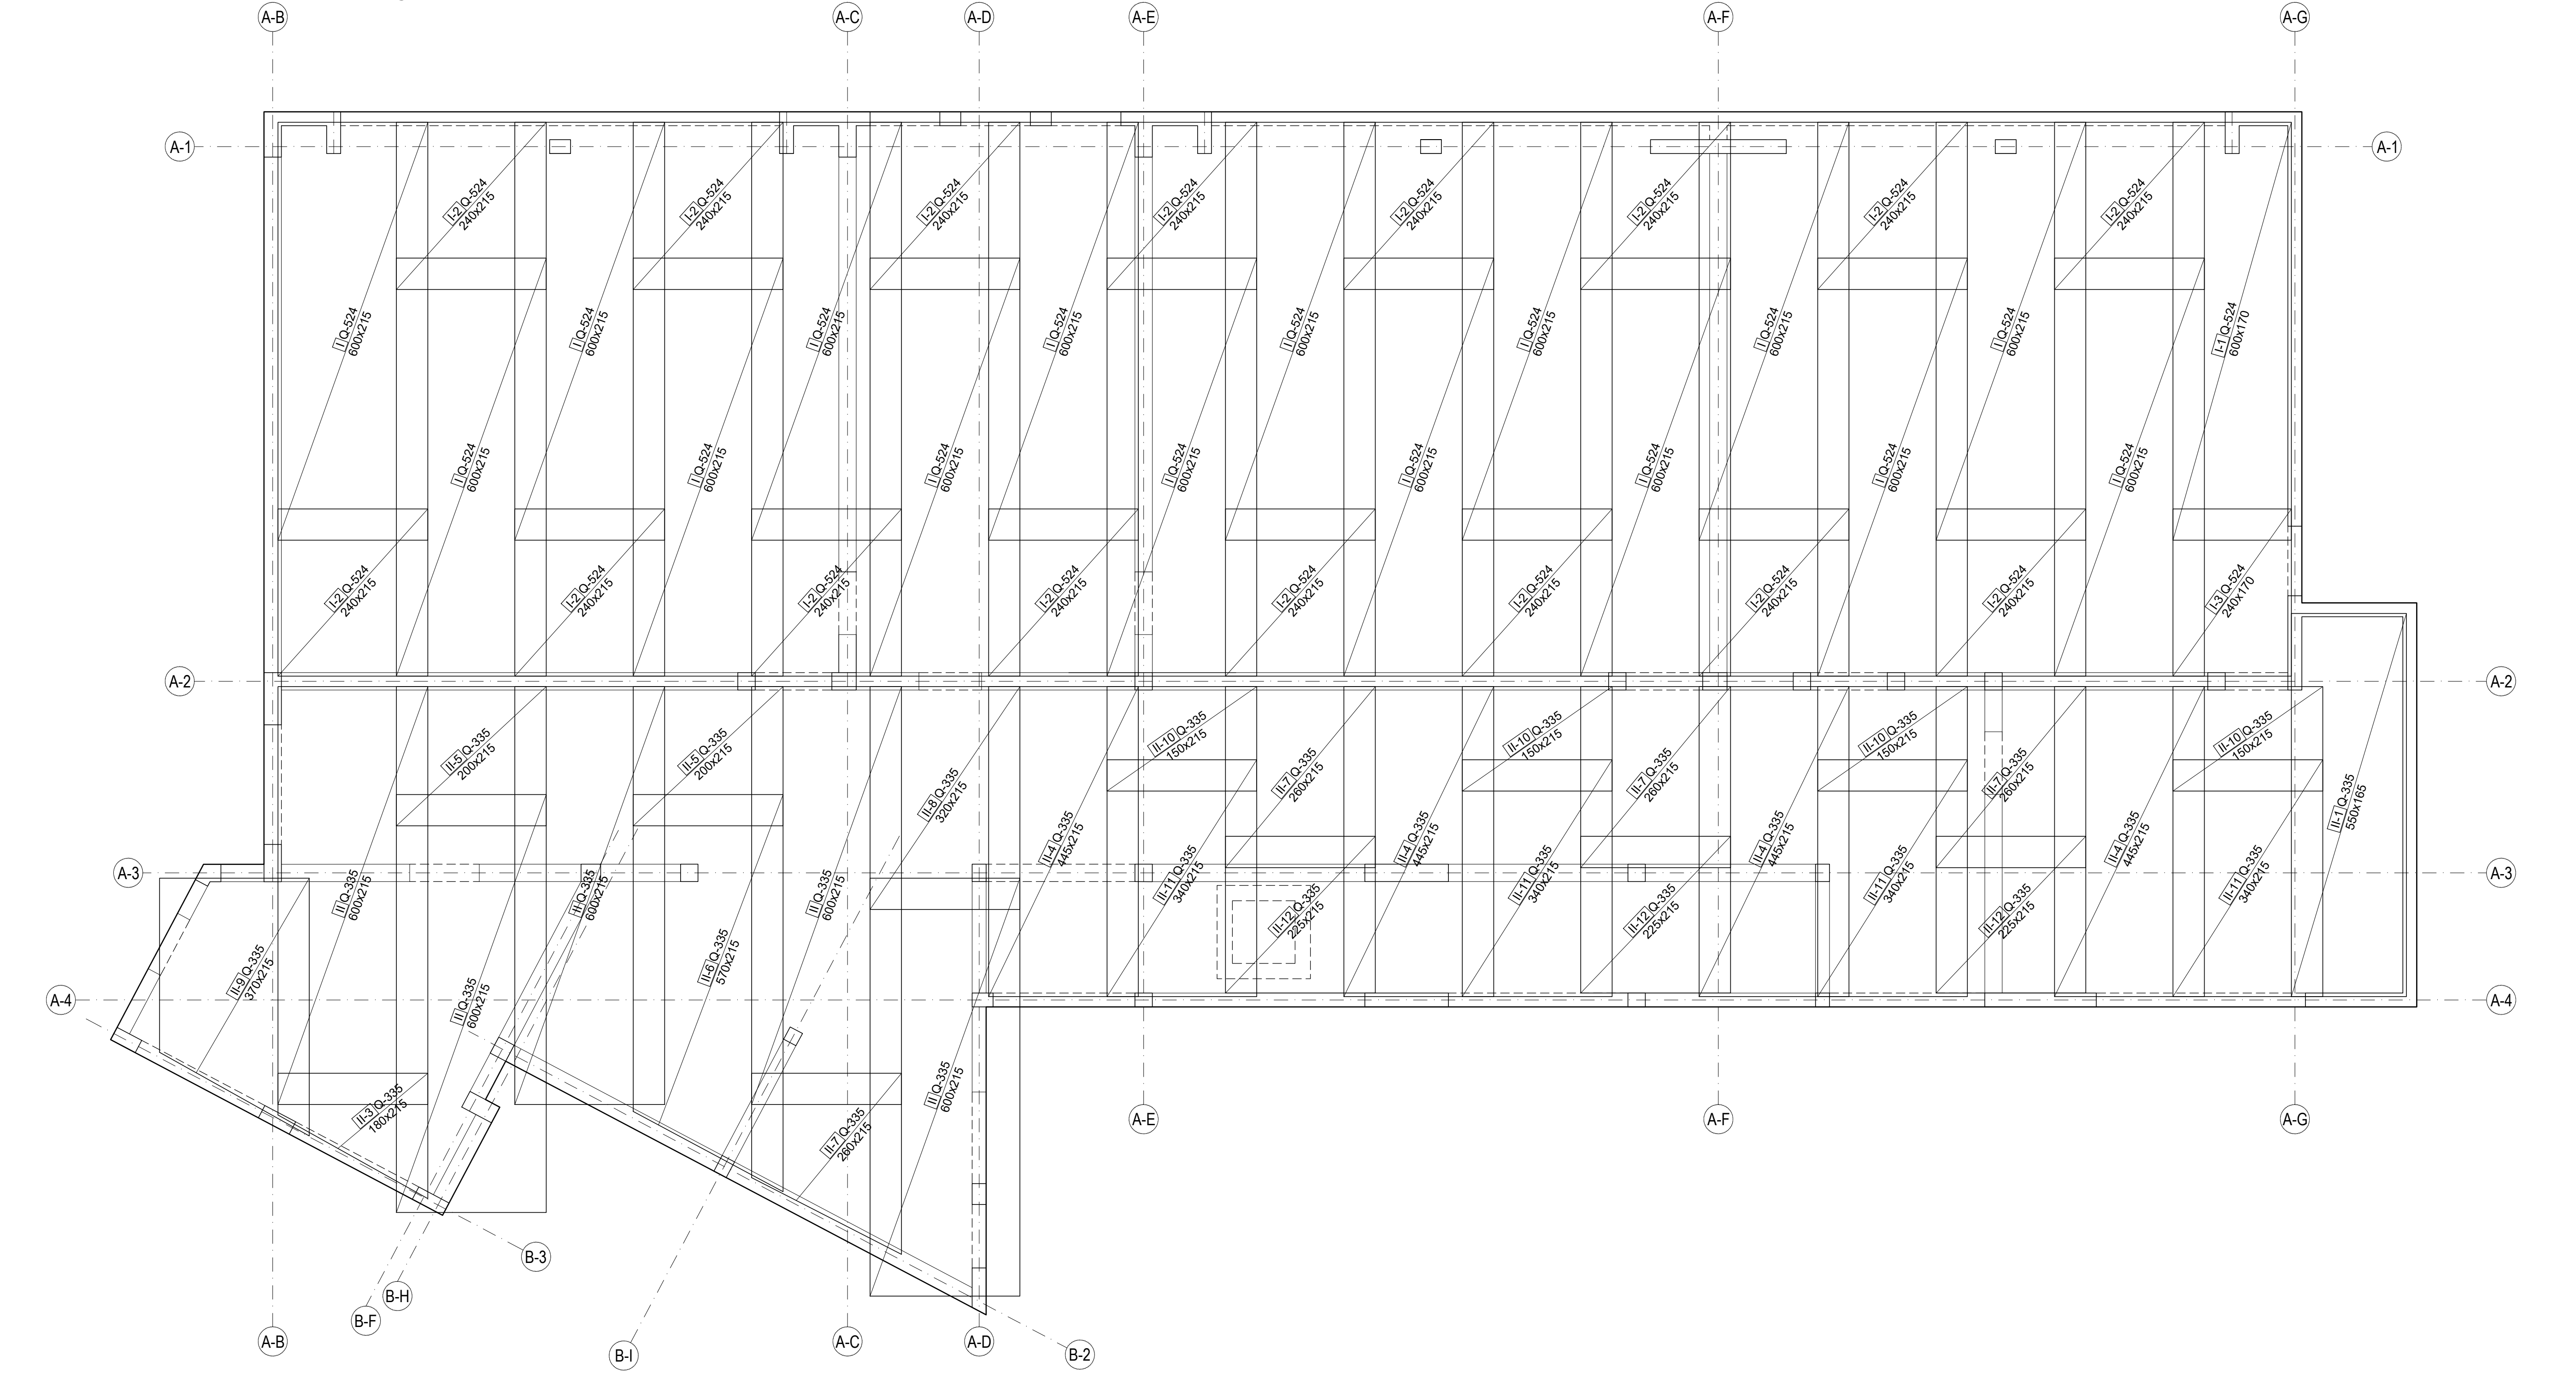 A-B
A-C
A-D
A-E
A-F
A-G
A-1
A-1
I-2 Q-524
240x215
I-2 Q-524
240x215
I-2 Q-524
240x215
I-2 Q-524
240x215
I-2 Q-524
240x215
I-2 Q-524
240x215
I-2 Q-524
240x215
I-2 Q-524
240x215
I Q-524
600x215
I Q-524
600x215
I Q-524
600x215
I Q-524
600x215
I Q-524
600x215
I Q-524
600x215
I Q-524
600x215
I Q-524
600x215
I-1 Q-524
600x170
I Q-524
600x215
I Q-524
600x215
I Q-524
600x215
I Q-524
600x215
I Q-524
600x215
I Q-524
600x215
I Q-524
600x215
I Q-524
600x215
I-2 Q-524
240x215
I-2 Q-524
240x215
I-2 Q-524
240x215
I-2 Q-524
240x215
I-2 Q-524
240x215
I-2 Q-524
240x215
I-2 Q-524
240x215
I-2 Q-524
240x215
I-3 Q-524
240x170
A-2
A-2
II-5 Q-335
200x215
II-5 Q-335
200x215
II-8 Q-335
320x215
II-10 Q-335
150x215
II-7 Q-335
260x215
II-10 Q-335
150x215
II-7 Q-335
260x215
II-10 Q-335
150x215
II-7 Q-335
260x215
II-10 Q-335
150x215
II-1 Q-335
550x165
II-4 Q-335
445x215
II-4 Q-335
445x215
II-4 Q-335
445x215
II-4 Q-335
445x215
A-3
A-3
II Q-335
600x215
II Q-335
600x215
II Q-335
600x215
II-11 Q-335
340x215
II-12 Q-335
225x215
II-11 Q-335
340x215
II-12 Q-335
225x215
II-11 Q-335
340x215
II-12 Q-335
225x215
II-11 Q-335
340x215
II-9 Q-335
370x215
II Q-335
600x215
II-6 Q-335
570x215
A-4
A-4
II-3 Q-335
180x215
II-7 Q-335
260x215
II Q-335
600x215
A-E
A-F
A-G
B-3
B-H
B-F
A-B
B-I
A-C
A-D
B-2